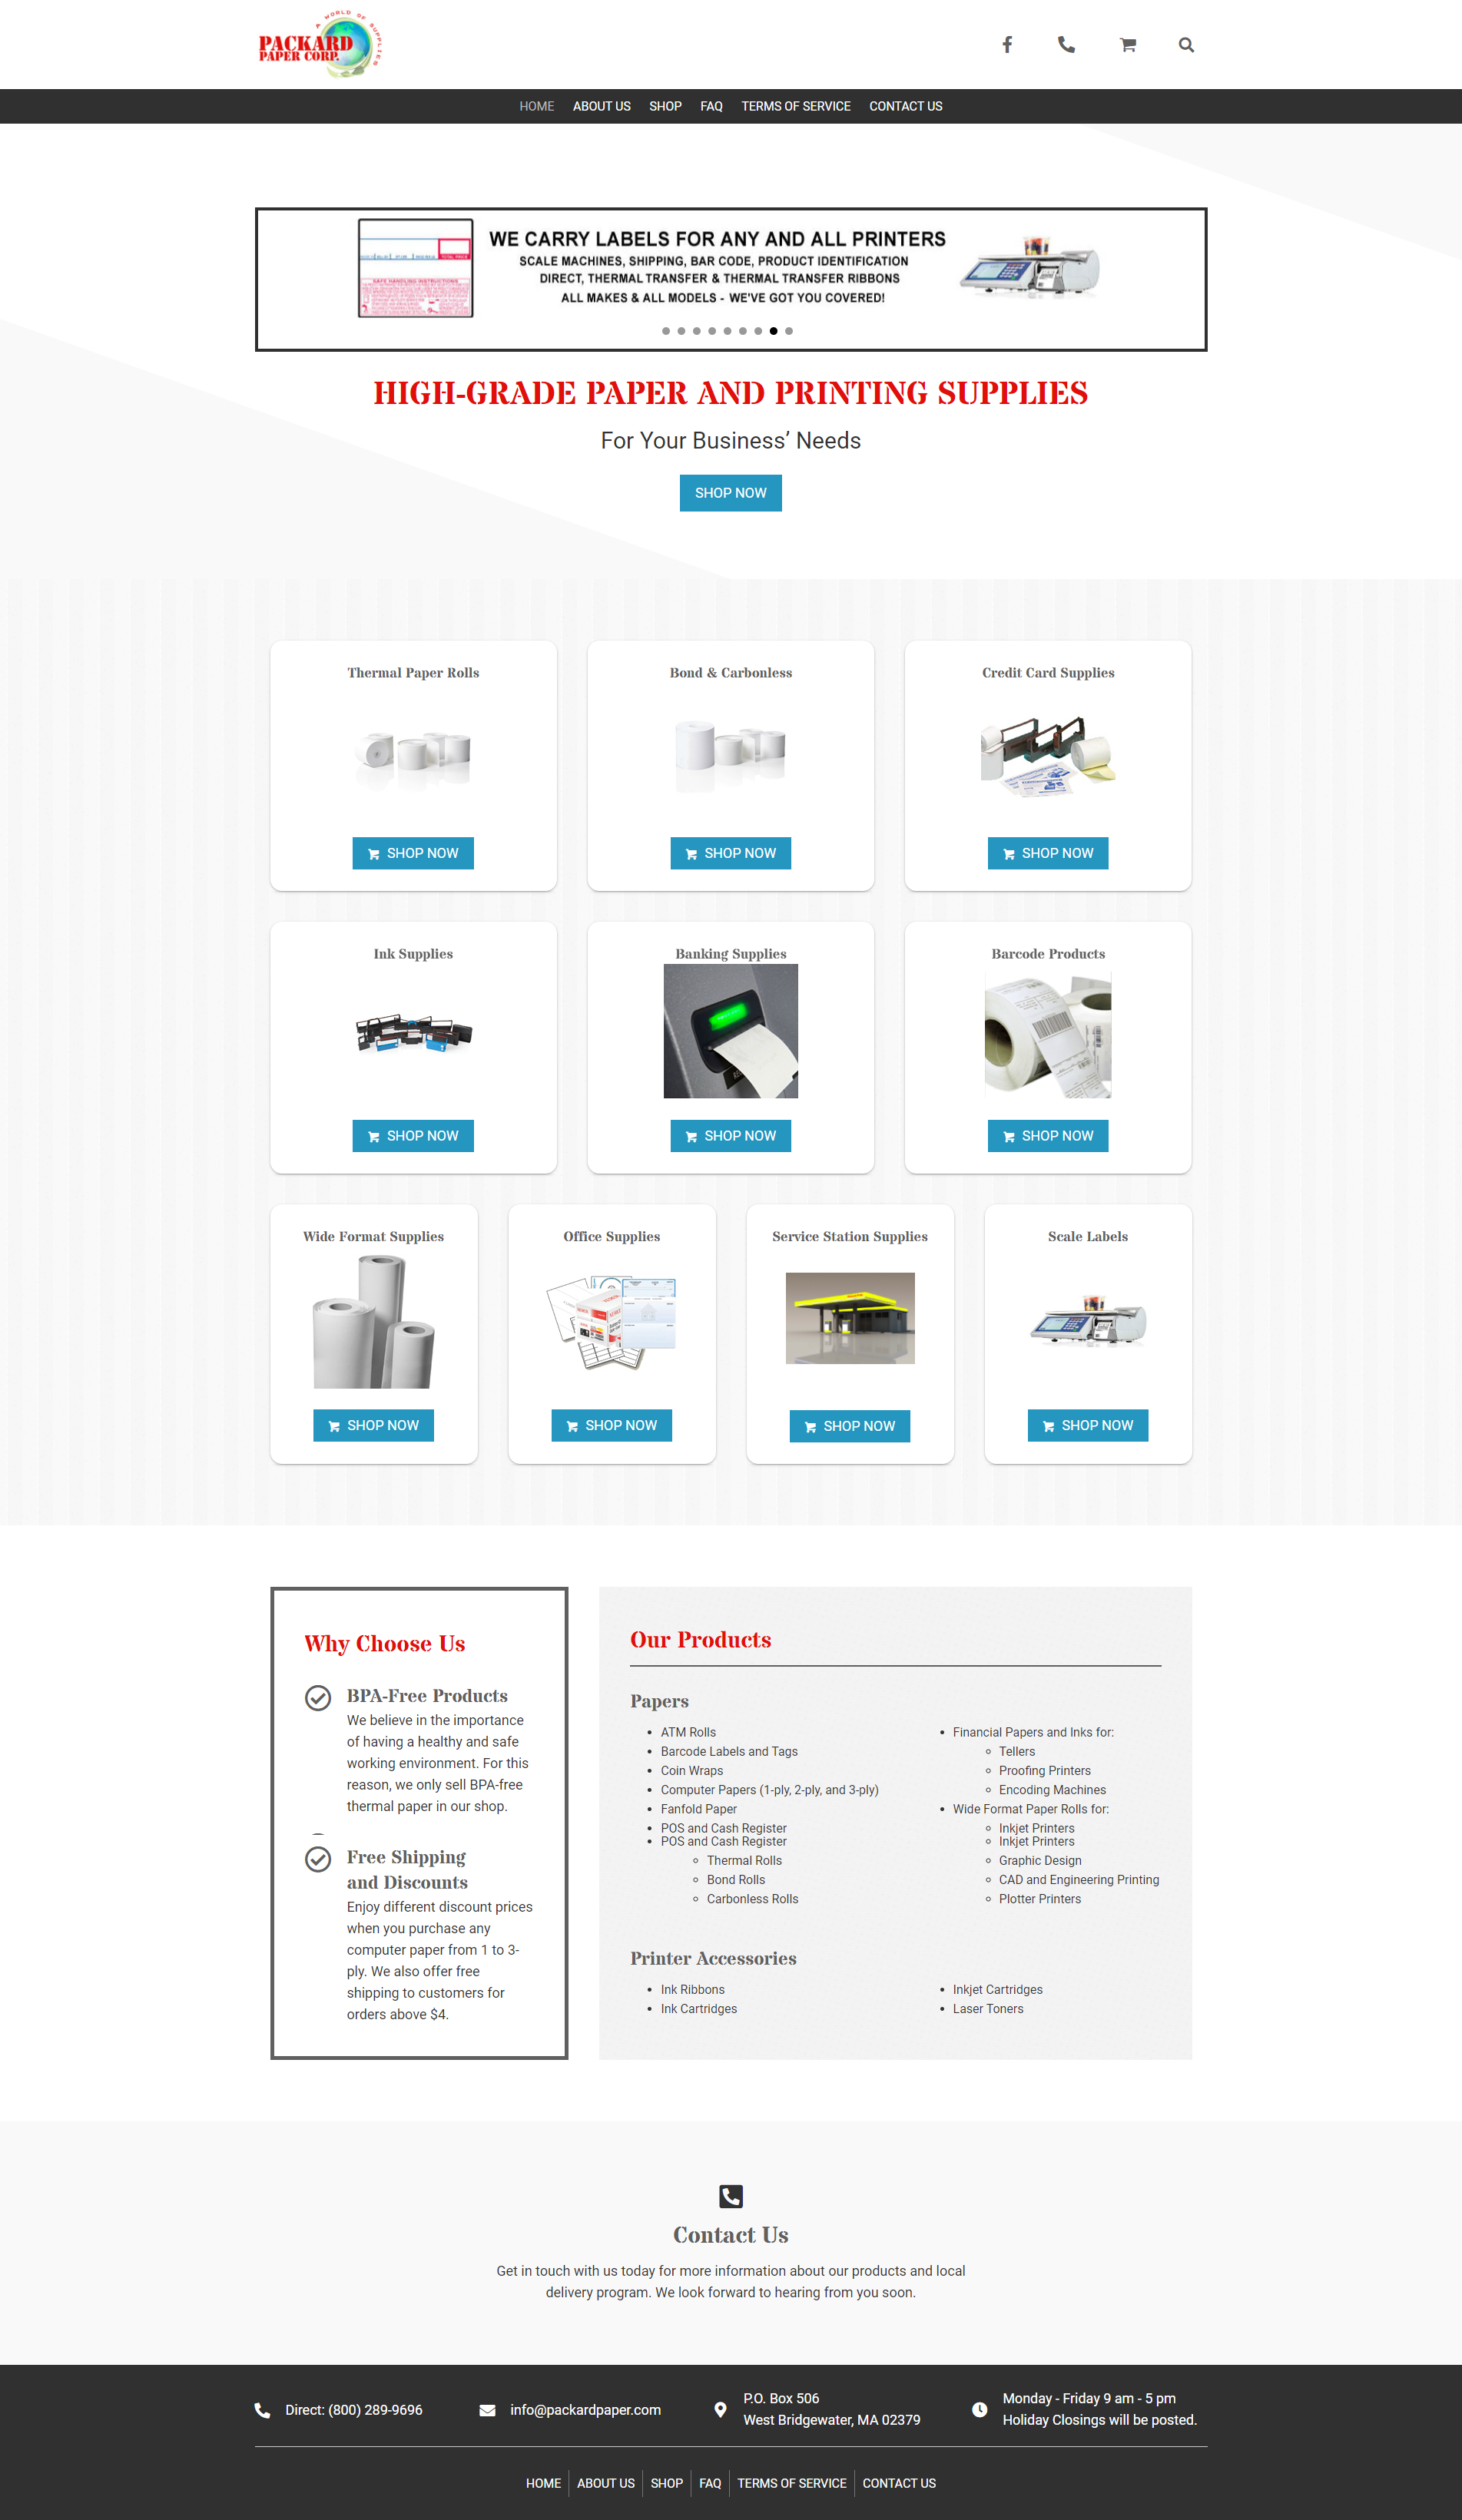 A WORLD OF SUPPLIES
PACKARD
PAPER CORP.
HOME ABOUT US SHOP FAQ TERMS OF SERVICE CONTACT US
TOTAL PRICE
SAFE HANDLING INSTRUCTIONS
WE CARRY LABELS FOR ANY AND ALL PRINTERS
SCALE MACHINES, SHIPPING, BAR CODE, PRODUCT IDENTIFICATION
DIRECT, THERMAL TRANSFER & THERMAL TRANSFER RIBBONS
ALL MAKES & ALL MODELS - WE'VE GOT YOU COVERED!
HIGH-GRADE PAPER AND PRINTING SUPPLIES
For Your Business’ Needs
SHOP NOW
Thermal Paper Rolls
SHOP NOW
Bond & Carbonless
SHOP NOW
Credit Card Supplies
SHOP NOW
Ink Supplies
SHOP NOW
Banking Supplies
SHOP NOW
Barcode Products
SHOP NOW
Wide Format Supplies
SHOP NOW
Office Supplies
SHOP NOW
Service Station Supplies
SHOP NOW
Scale Labels
SHOP NOW
Why Choose Us
BPA-Free Products
We believe in the importance
of having a healthy and safe
working environment. For this
reason, we only sell BPA-free
thermal paper in our shop.
Free Shipping
and Discounts
Enjoy different discount prices
when you purchase any
computer paper from 1 to 3-
ply. We also offer free
shipping to customers for
orders above $4.
Our Products
Papers
ATM Rolls
Barcode Labels and Tags
Coin Wraps
Computer Papers (1-ply, 2-ply, and 3-ply)
Fanfold Paper
POS and Cash Register
POS and Cash Register
Thermal Rolls
Bond Rolls
Carbonless Rolls
Financial Papers and Inks for:
Tellers
Proofing Printers
Encoding Machines
Wide Format Paper Rolls for:
Inkjet Printers
Inkjet Printers
Graphic Design
CAD and Engineering Printing
Plotter Printers
Printer Accessories
Ink Ribbons
Ink Cartridges
Inkjet Cartridges
Laser Toners
Contact Us
Get in touch with us today for more information about our products and local
delivery program. We look forward to hearing from you soon.
Direct: (800) 289-9696
info@packardpaper.com
P.O. Box 506
West Bridgewater, MA 02379
Monday - Friday 9 am - 5 pm
Holiday Closings will be posted.
HOME ABOUT US SHOP FAQ TERMS OF SERVICE CONTACT US